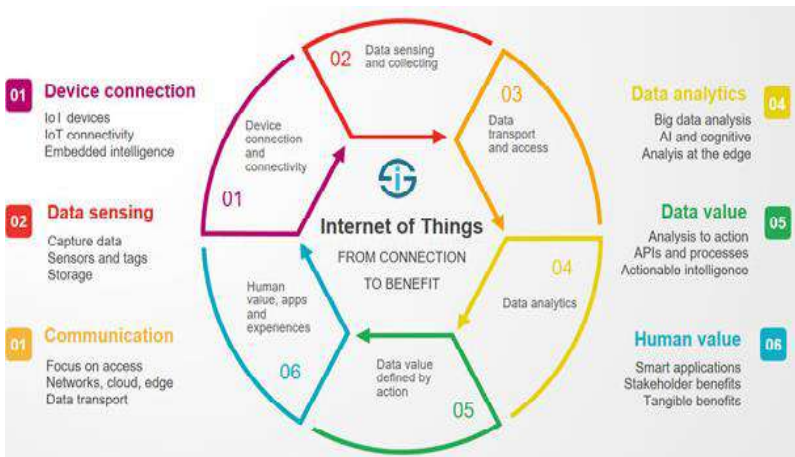 01
Device connection
IoT devices
IoT connectivity
Embedded intelligence
02
Data sensing
Capture data
Sensors and tags
Storage
01
Communication
Focus on access
Networks, cloud, edge
Data transport
02
Data sensing
and collecting
03
Data
transport
and access
Device
connection
and
connectivity
01
Internet of Things
FROM CONNECTION
TO BENEFIT
04
Data analytics
Human
value, apps
and
experiences
06
Data value
defined by
action
05
Data analytics
04
Big data analysis
AI and cognitive
Analyis at the edge
Data value
05
Analysis to action
APIs and processes
Actionable intelligence
Human value
06
Smart applications
Stakeholder benefits
Tangible benefits